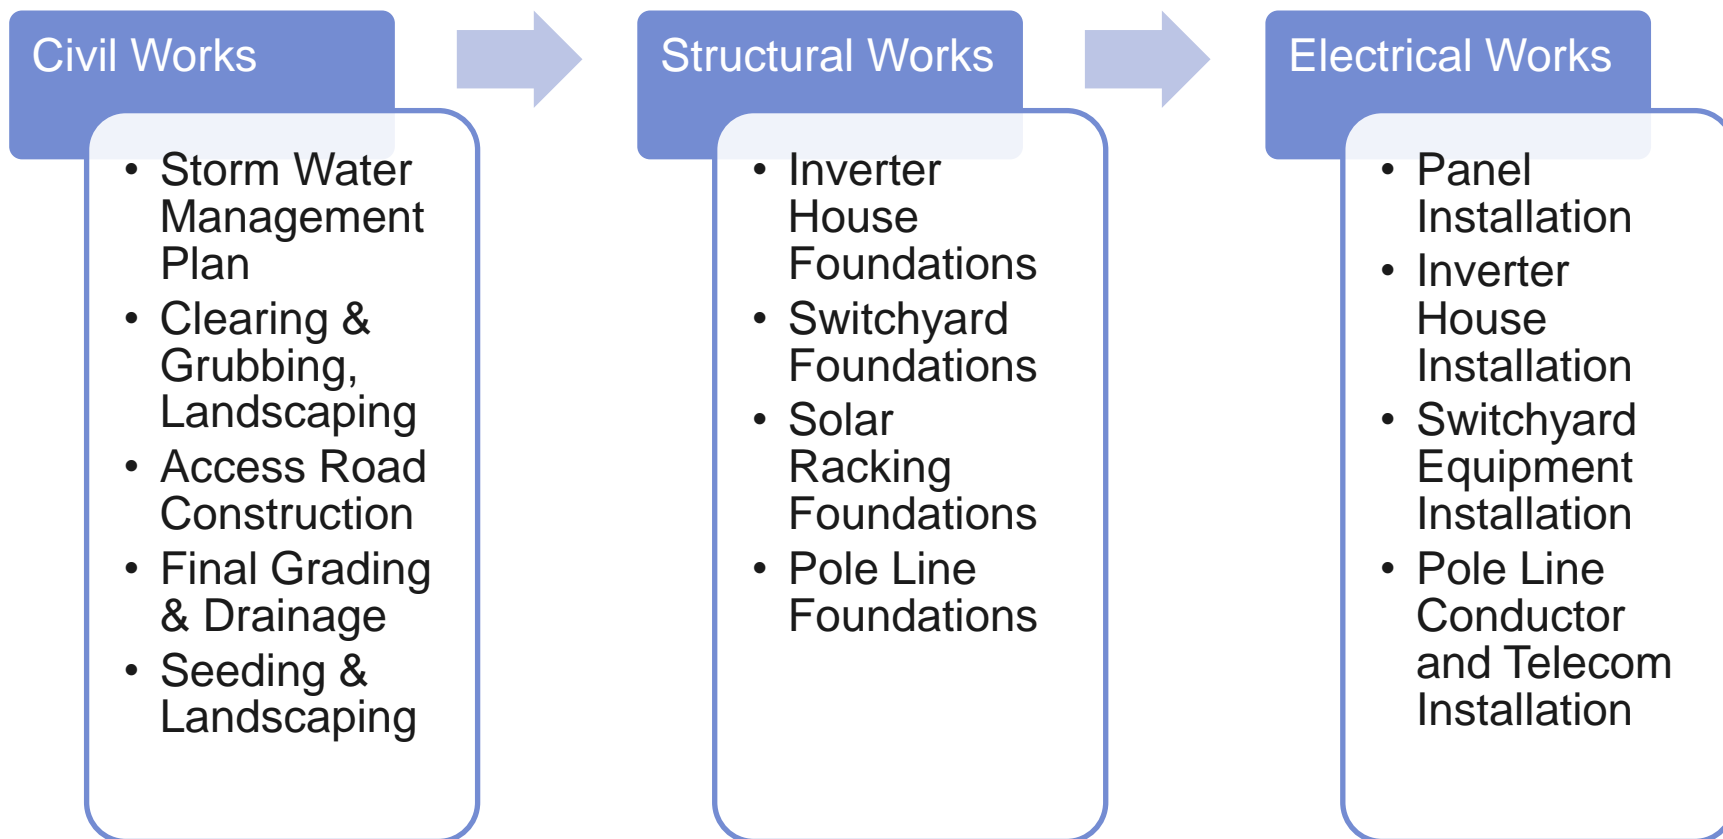 Civil Works
• Storm Water
Management
Plan
• Clearing &
Grubbing,
Landscaping
• Access Road
Construction
• Final Grading
& Drainage
• Seeding &
Landscaping
Structural Works
• Inverter
House
Foundations
• Switchyard
Foundations
• Solar
Racking
Foundations
• Pole Line
Foundations
Electrical Works
• Panel
Installation
• Inverter
House
Installation
• Switchyard
Equipment
Installation
• Pole Line
Conductor
and Telecom
Installation